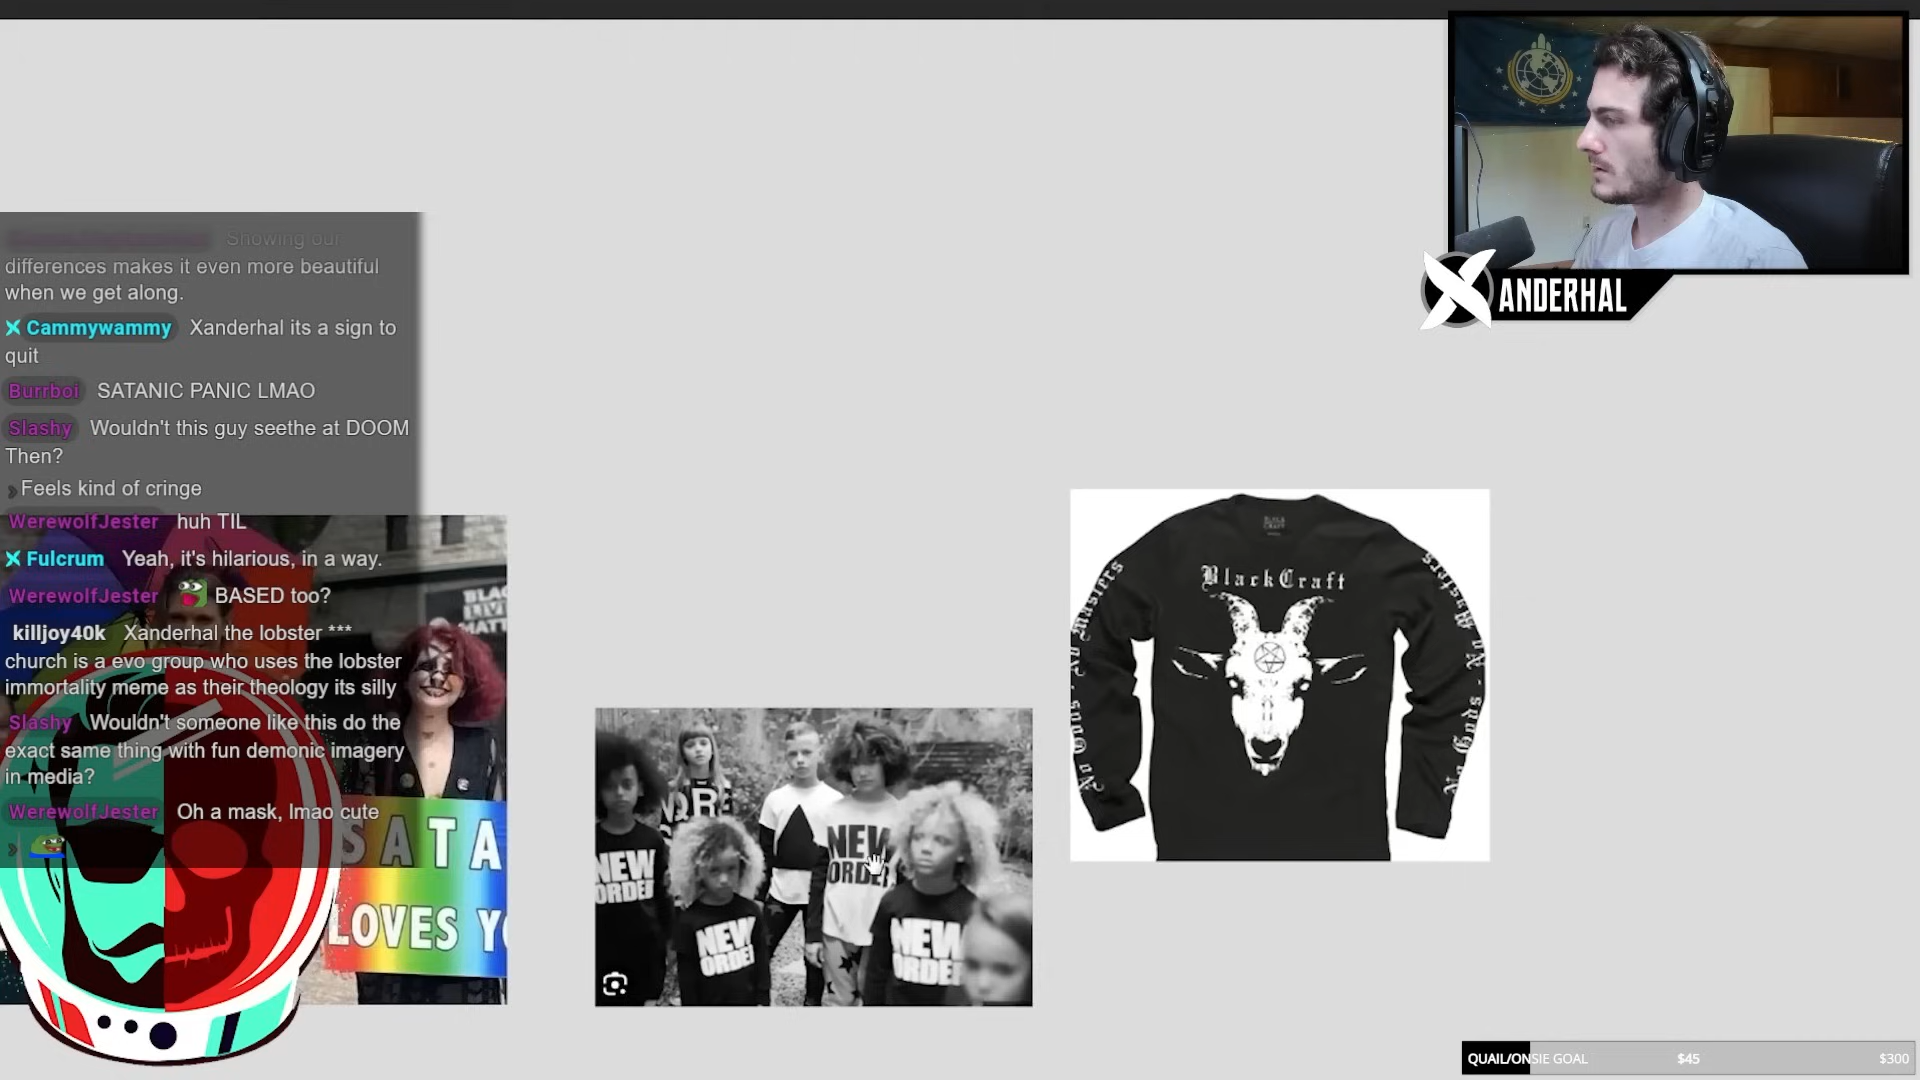 Showing our
differences makes it even more beautiful
when we get along.
Cammywammy Xanderhal its a sign to
quit
Burrboi SATANIC PANIC LMAO
Slashy Wouldn't this guy seethe at DOOM
Then?
Feels kind of cringe
WerewolfJester huh TIL
Fulcrum Yeah, it's hilarious, in a way.
WerewolfJester BASED too?
killjoy40k Xanderhal the lobster ***
church is a evo group who uses the lobster
immortality meme as their theology its silly
Slashy Wouldn't someone like this do the
exact same thing with fun demonic imagery
in media?
WerewolfJester Oh a mask, lmao cute
SATA
LOVES Y
NEW
ORDER
NEW
ORDE
NEW
ORDER
NEW
ORDE
BlackCraft
No Gods - No Masters
No Gods - No Masters
ANDERHAL
QUAIL/ONSIE GOAL $45 $300